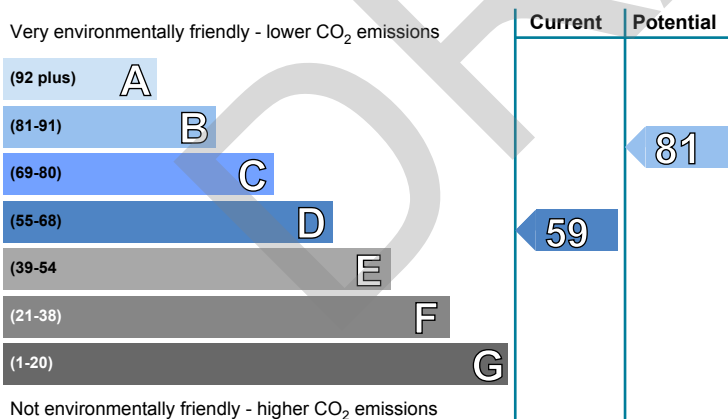 Current Potential
Very environmentally friendly - lower CO2 emissions
(92 plus) A
(81-91) B
81
(69-80) C
(55-68) D
59
(39-54 E
(21-38) F
(1-20) G
Not environmentally friendly - higher CO2 emissions